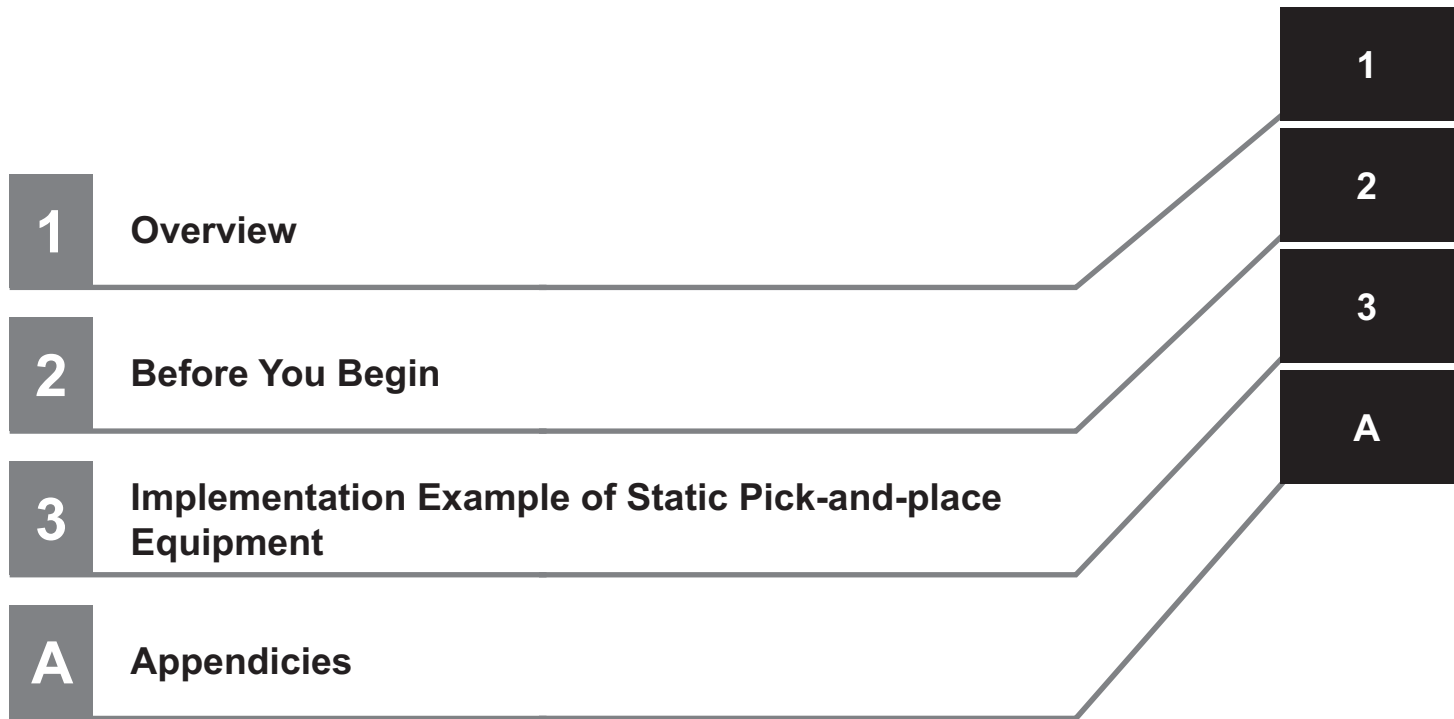 1 Overview
2 Before You Begin
3 Implementation Example of Static Pick-and-place
Equipment
A Appendicies
1
2
3
A